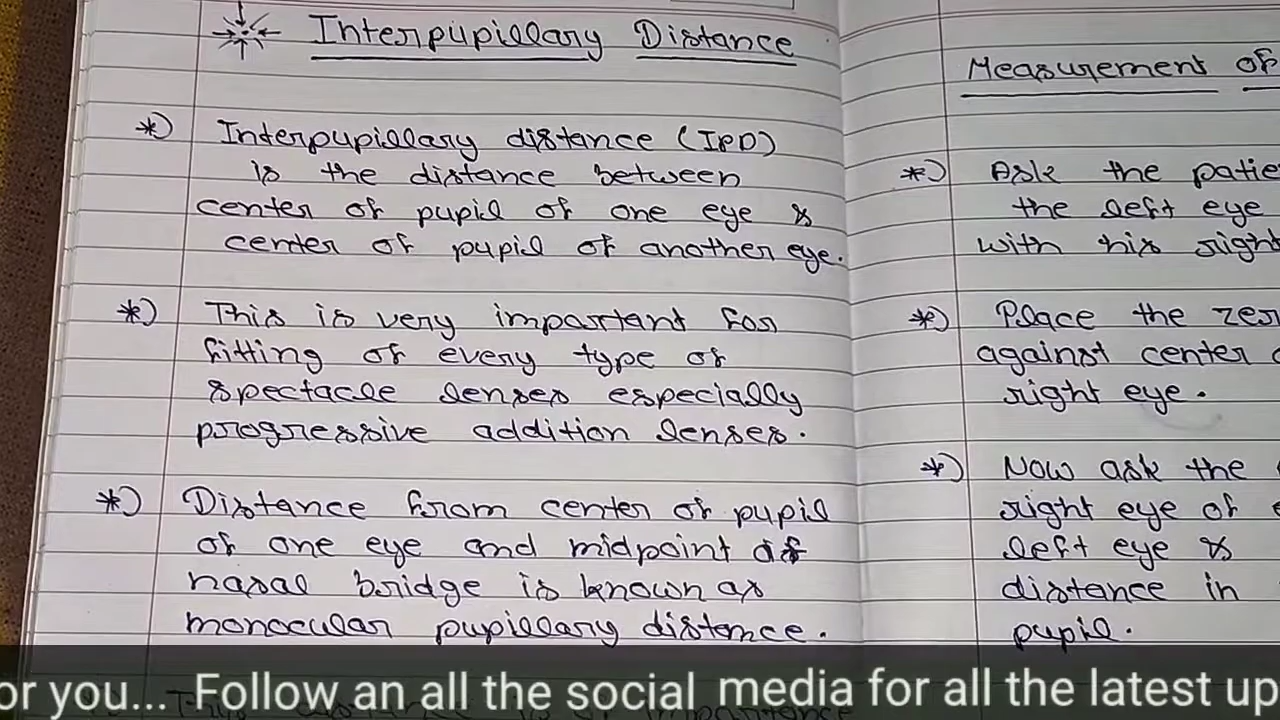 Interpupillary Distance
*) Interpupillary distance (IPD)
is the distance between
center of pupil of one eye &
center of pupil of another eye.
*) This is very important for
fitting of every type of
spectacle lenses especially
progressive addition lenses.
*) Distance from center of pupil
of one eye and midpoint of
nasal bridge is known as
monocular pupillary distance.
Measurement of
*) Ask the patie
the left eye
with his right
*) Place the zer
against center
right eye.
*) Now ask the
right eye of
left eye &
distance in
pupil.
or you... Follow an all the social media for all the latest up